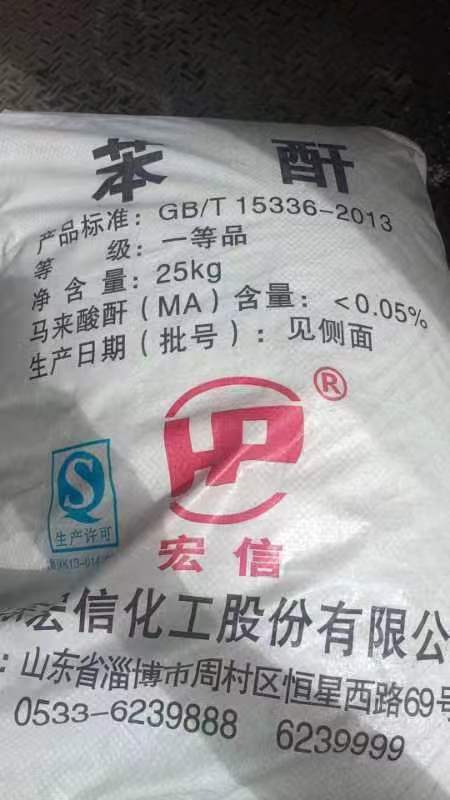 苯 酐
产品标准：GB/T 15336-2013
等 级：一等品
净 含 量：25kg
马来酸酐（MA）含量：<0.05%
生产日期（批号）：见侧面
HP®
QS
生产许可
宏 信
宏信化工股份有限公
：山东省淄博市周村区恒星西路69号
0533-6239888 6239999